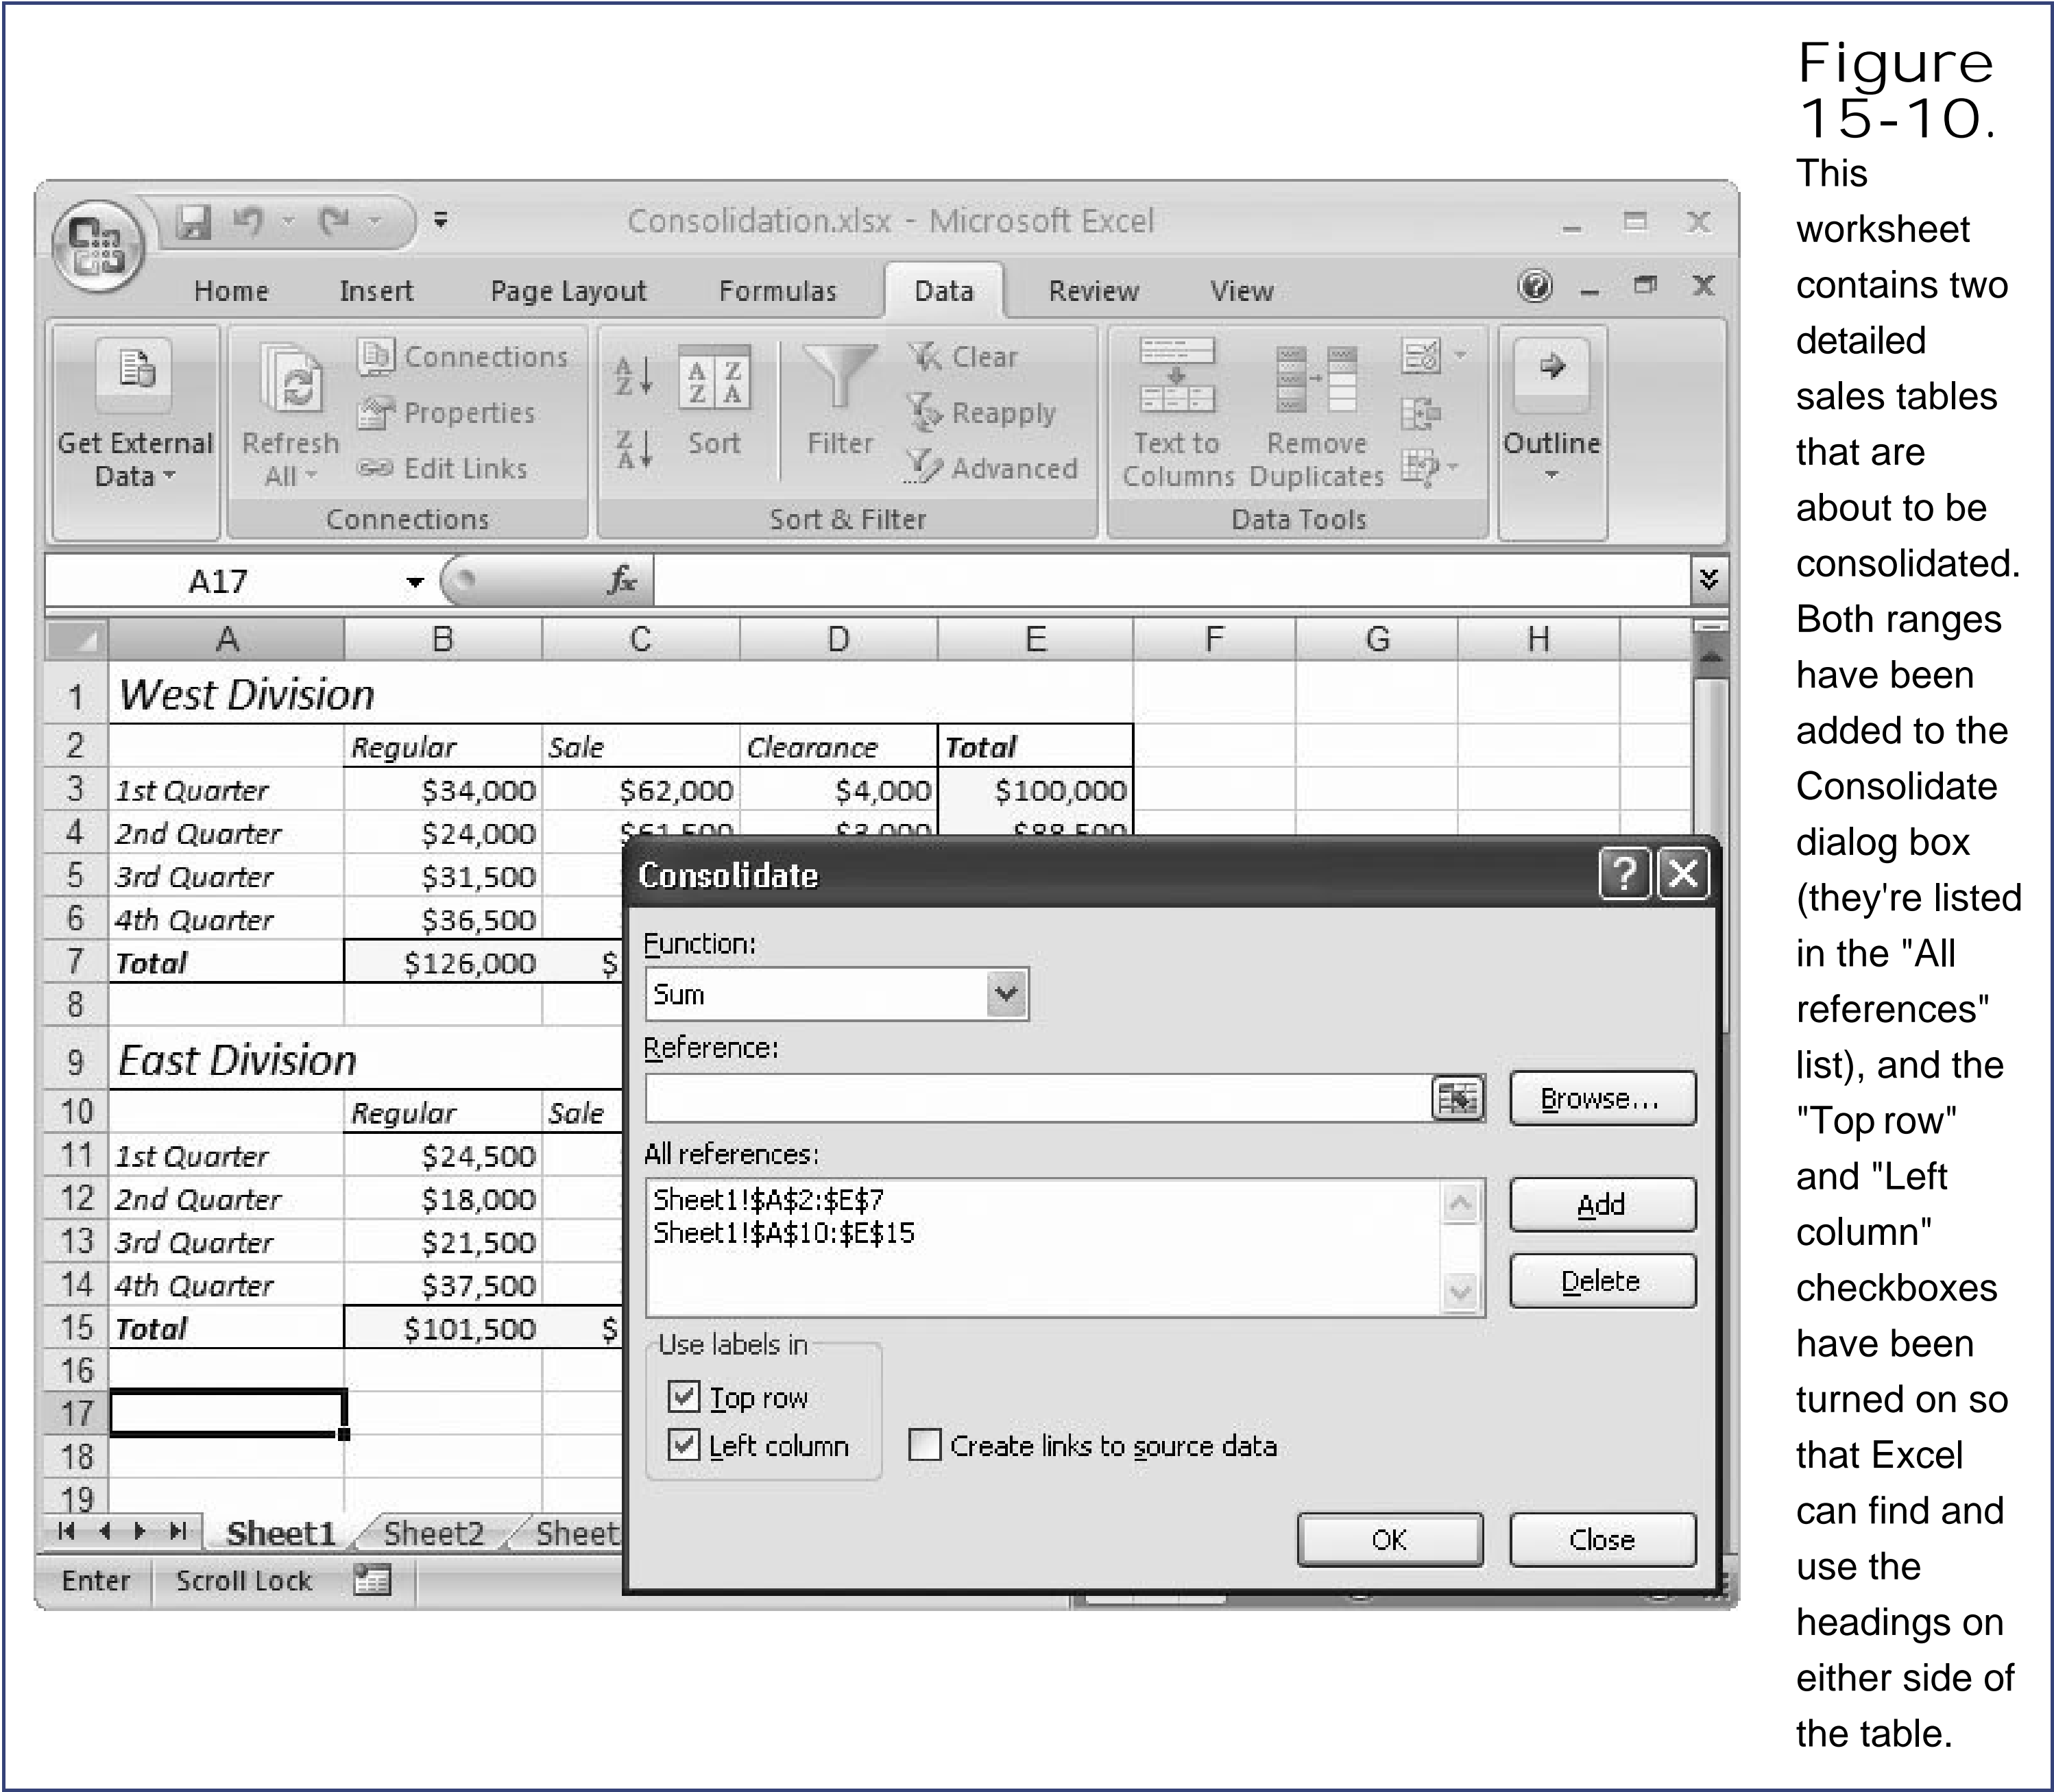 Figure
15-10.
This
worksheet
contains two
detailed
sales tables
that are
about to be
consolidated.
Both ranges
have been
added to the
Consolidate
dialog box
(they're listed
in the "All
references"
list), and the
"Top row"
and "Left
column"
checkboxes
have been
turned on so
that Excel
can find and
use the
headings on
either side of
the table.
Consolidation.xlsx - Microsoft Excel
Home Insert Page Layout Formulas Data Review View
Get External
Data
Refresh
All
Connections
Properties
Edit Links
Connections
Sort
Filter
Clear
Reapply
Advanced
Sort & Filter
Text to
Columns
Remove
Duplicates
Data Tools
Outline
A17 fx
A B C D E F G H
1 West Division
2 Regular Sale Clearance Total
3 1st Quarter $34,000 $62,000 $4,000 $100,000
4 2nd Quarter $24,000 $61,500 $3,000 $88,500
5 3rd Quarter $31,500
6 4th Quarter $36,500
7 Total $126,000 $
8
9 East Division
10 Regular Sale
11 1st Quarter $24,500
12 2nd Quarter $18,000
13 3rd Quarter $21,500
14 4th Quarter $37,500
15 Total $101,500 $
16
17
18
19
Sheet1 Sheet2 Sheet
Enter Scroll Lock
Consolidate
Function:
Sum
Reference:
Browse...
All references:
Sheet1!$A$2:$E$7
Sheet1!$A$10:$E$15
Add
Delete
Use labels in
Top row
Left column
Create links to source data
OK Close